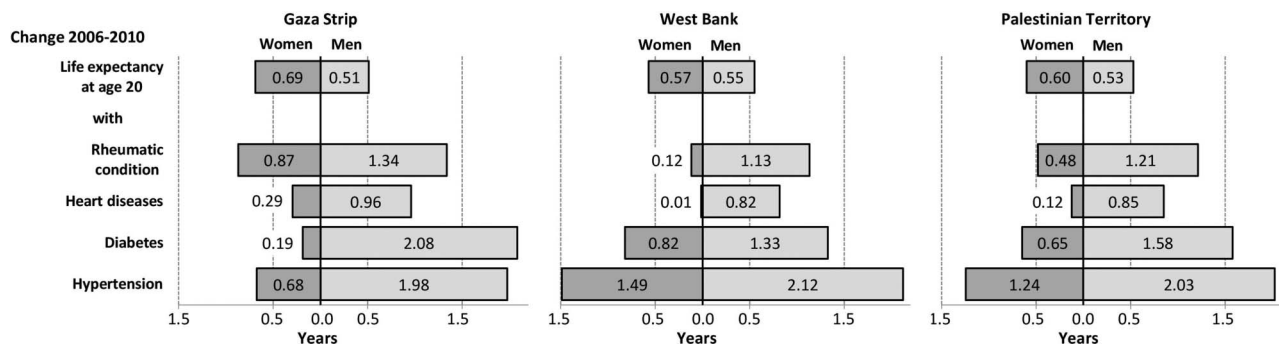 Gaza Strip West Bank Palestinian Territory
Change 2006-2010
Women Men Women Men Women Men
Life expectancy
at age 20
0.69 0.51 0.57 0.55 0.60 0.53
with
Rheumatic
condition
0.87 1.34 0.12 1.13 0.48 1.21
Heart diseases 0.29 0.96 0.01 0.82 0.12 0.85
Diabetes 0.19 2.08 0.82 1.33 0.65 1.58
Hypertension 0.68 1.98 1.49 2.12 1.24 2.03
1.5 0.5 0.0 0.5 1.5 1.5 0.5 0.0 0.5 1.5 1.5 0.5 0.0 0.5 1.5
Years Years Years